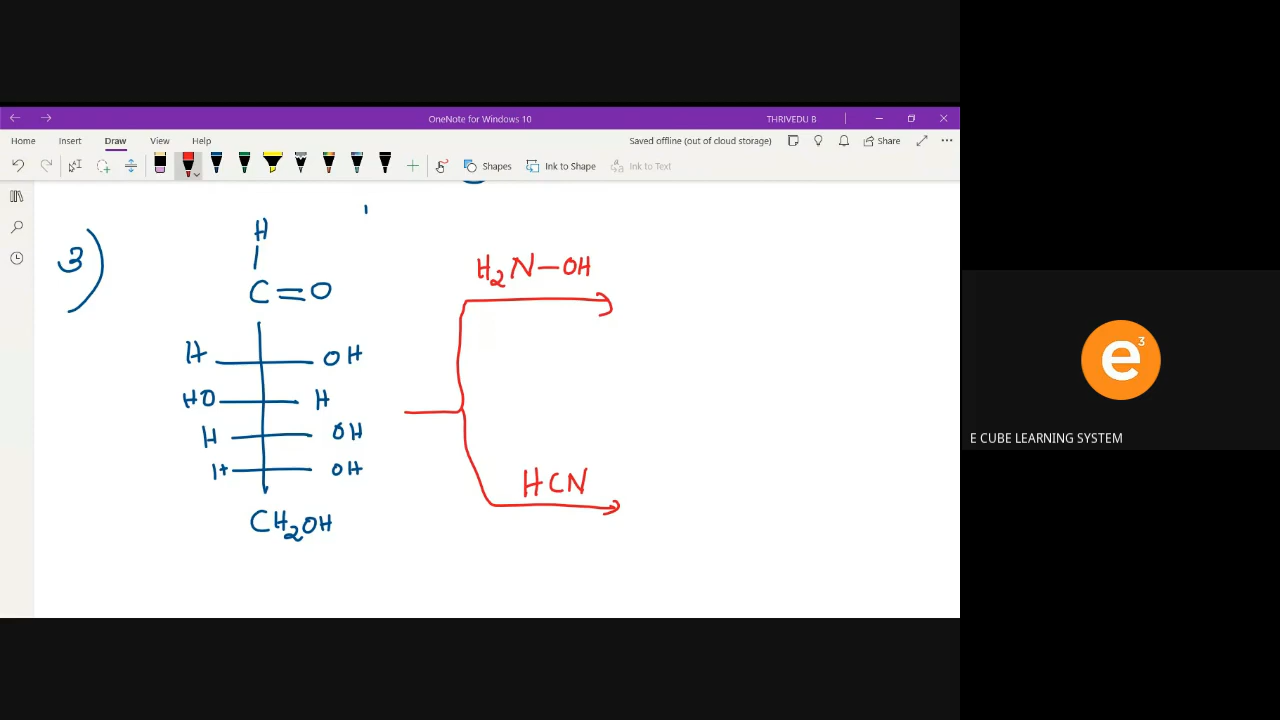 OneNote for Windows 10
THRIVEDU B
Home Insert Draw View Help
Saved offline (out of cloud storage)
Share
Shapes
Ink to Shape
Ink to Text
3)
H
C=O
H OH
HO H
H OH
H OH
CH2OH
H2N-OH
HCN
e3
E CUBE LEARNING SYSTEM